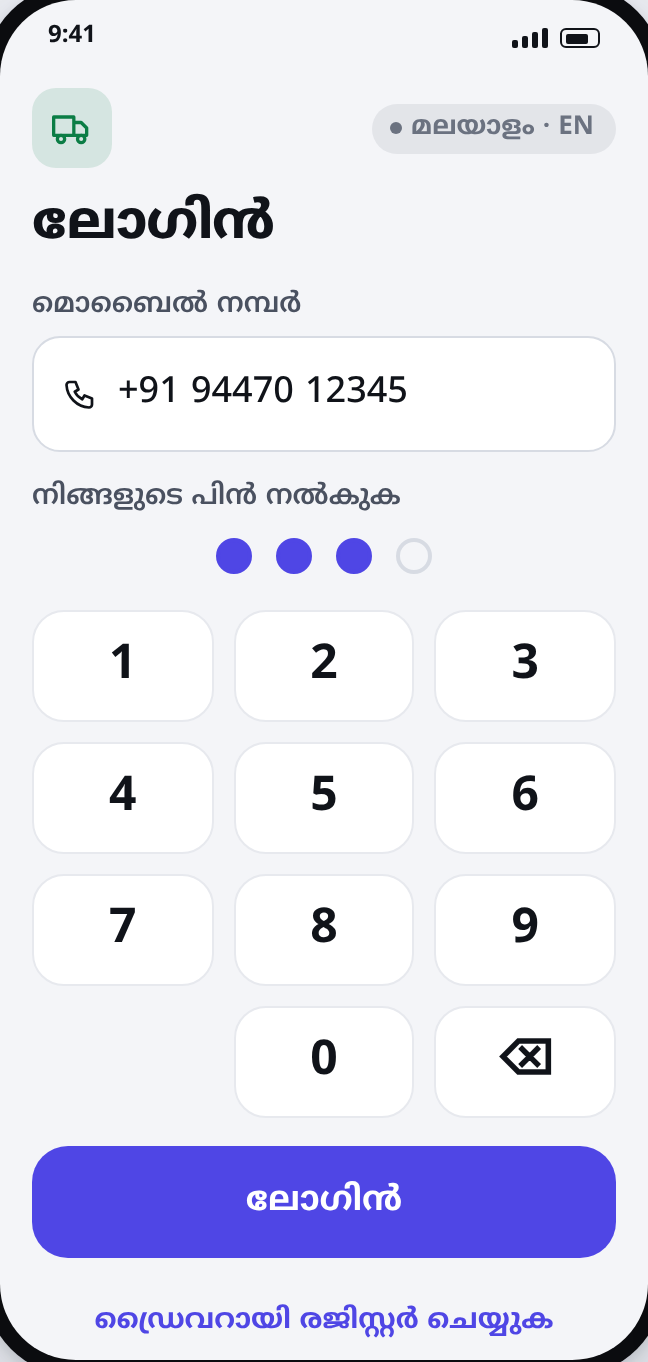 9:41
മലയാളം · EN
ലോഗിൻ
മൊബൈൽ നമ്പർ
+91 94470 12345
നിങ്ങളുടെ പിൻ നൽകുക
1 2 3
4 5 6
7 8 9
0
ലോഗിൻ
ഡ്രൈവറായി രജിസ്റ്റർ ചെയ്യുക